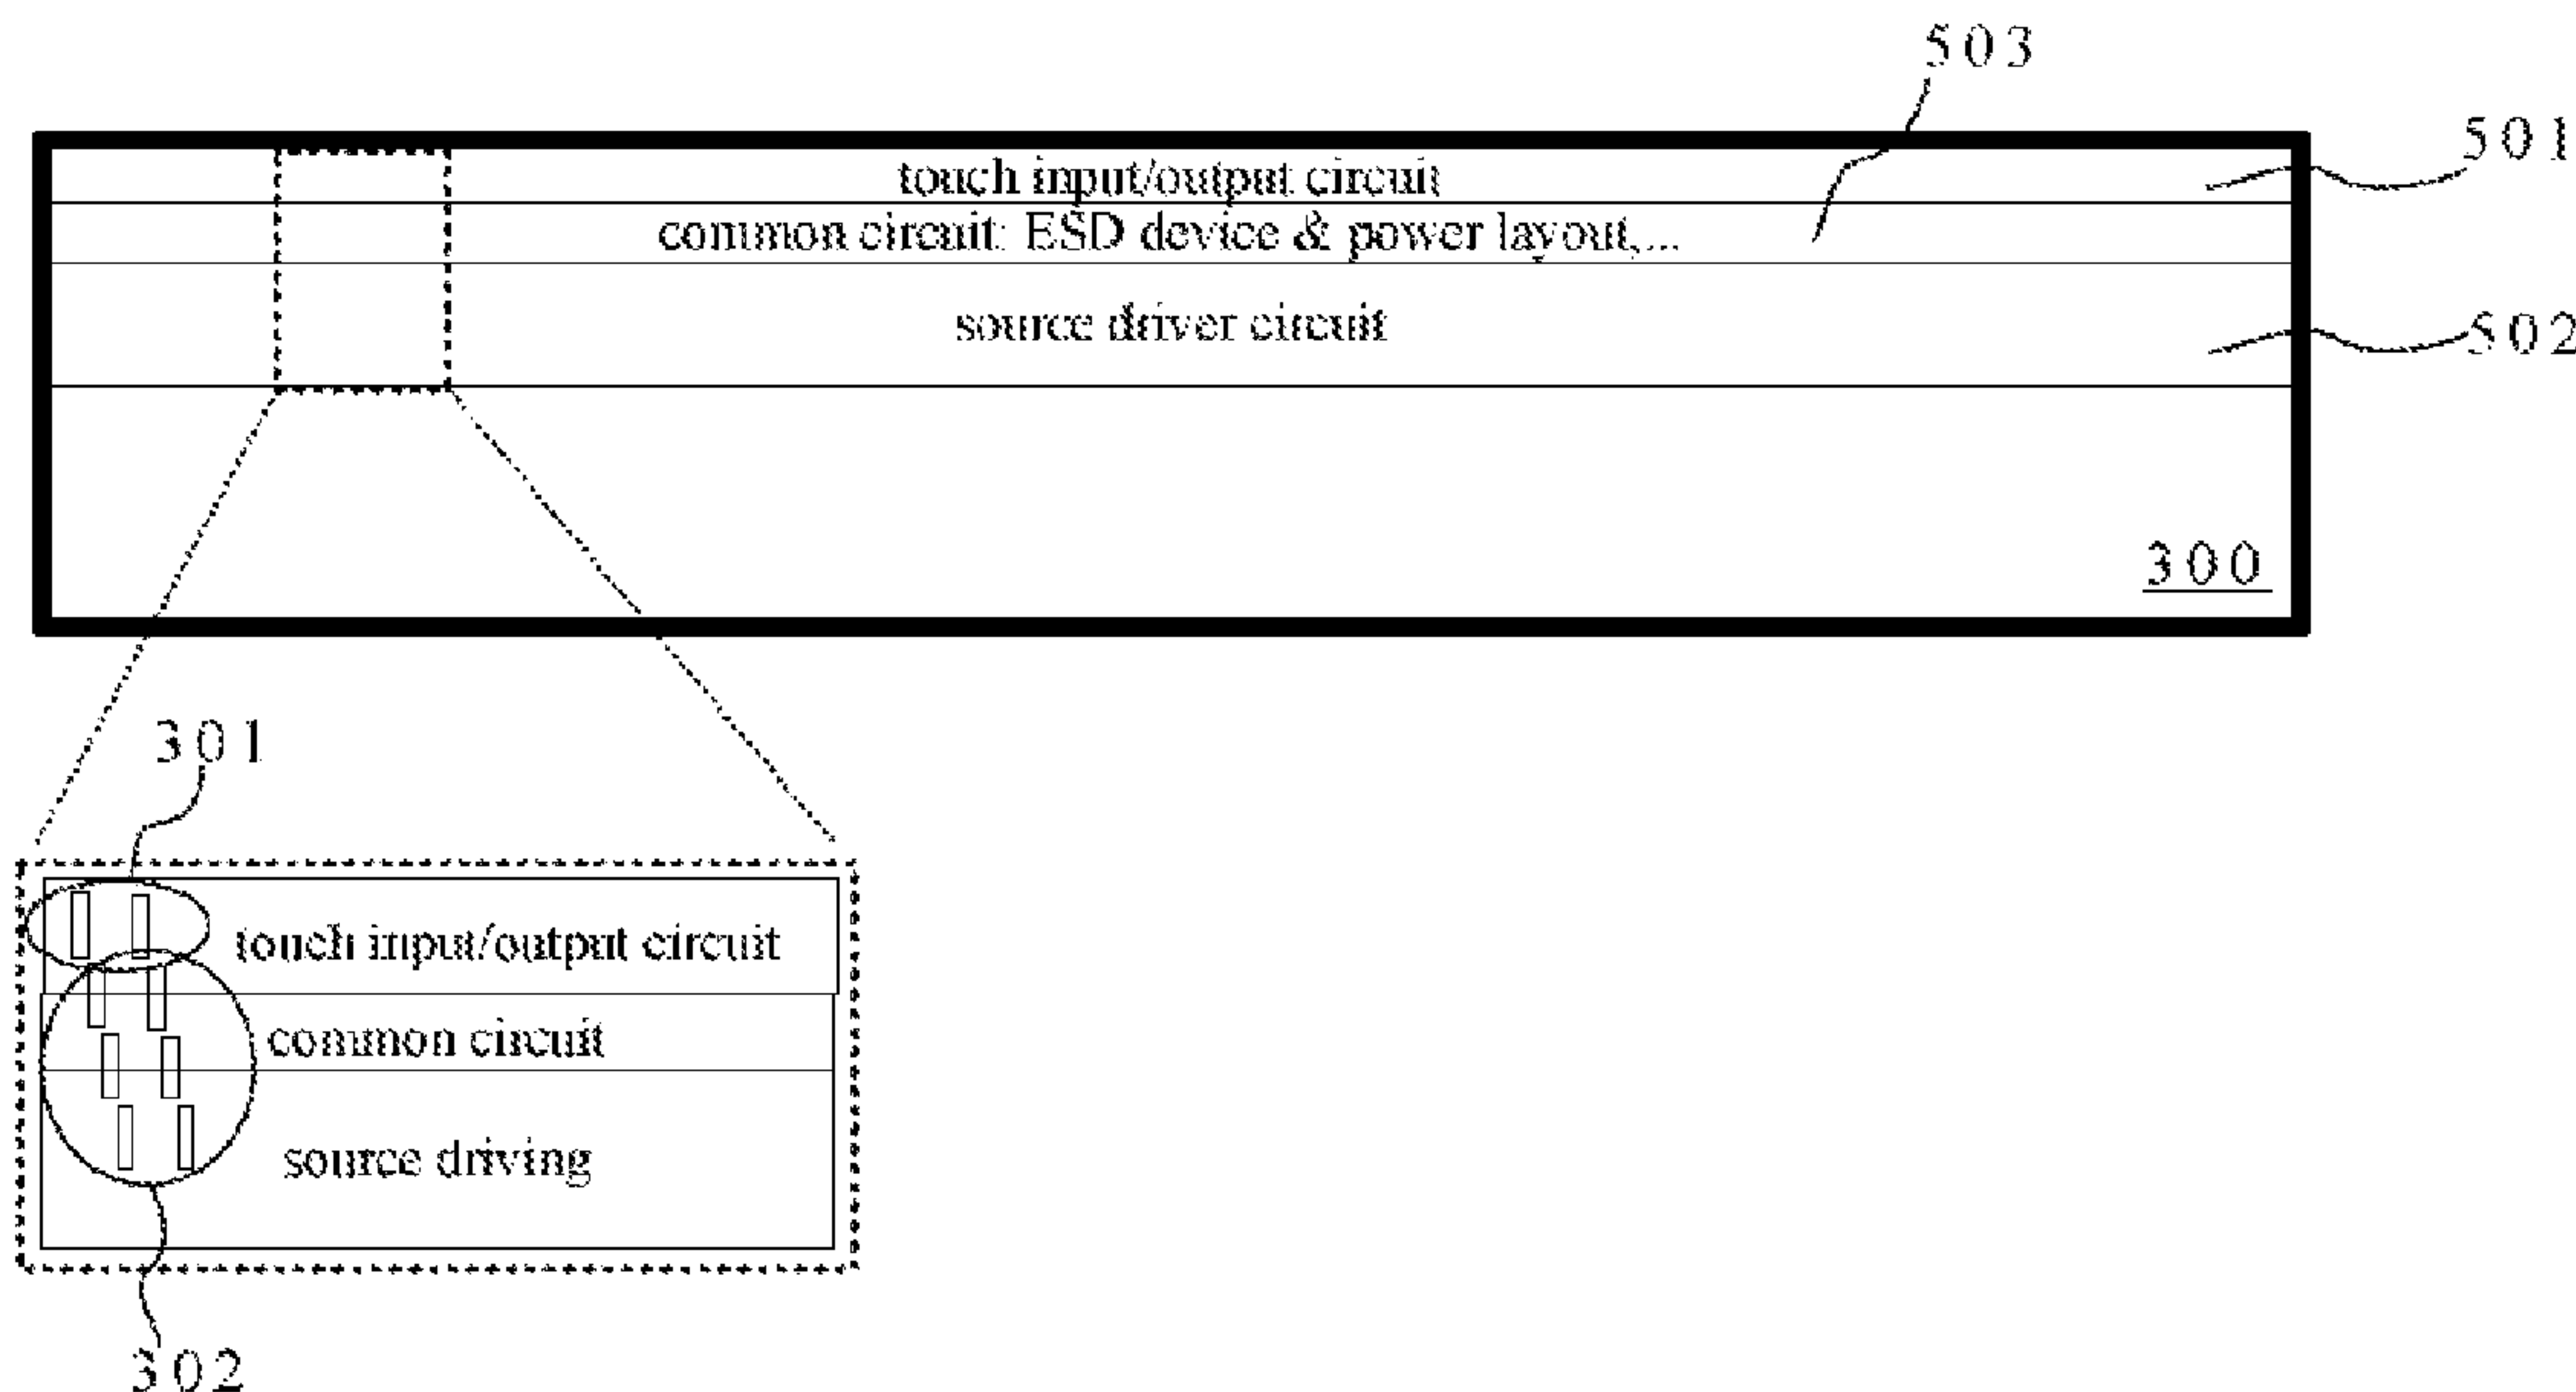 503
501
touch input/output circuit
common circuit: ESD device & power layout,...
source driver circuit
502
300
301
touch input/output circuit
common circuit
source driving
302